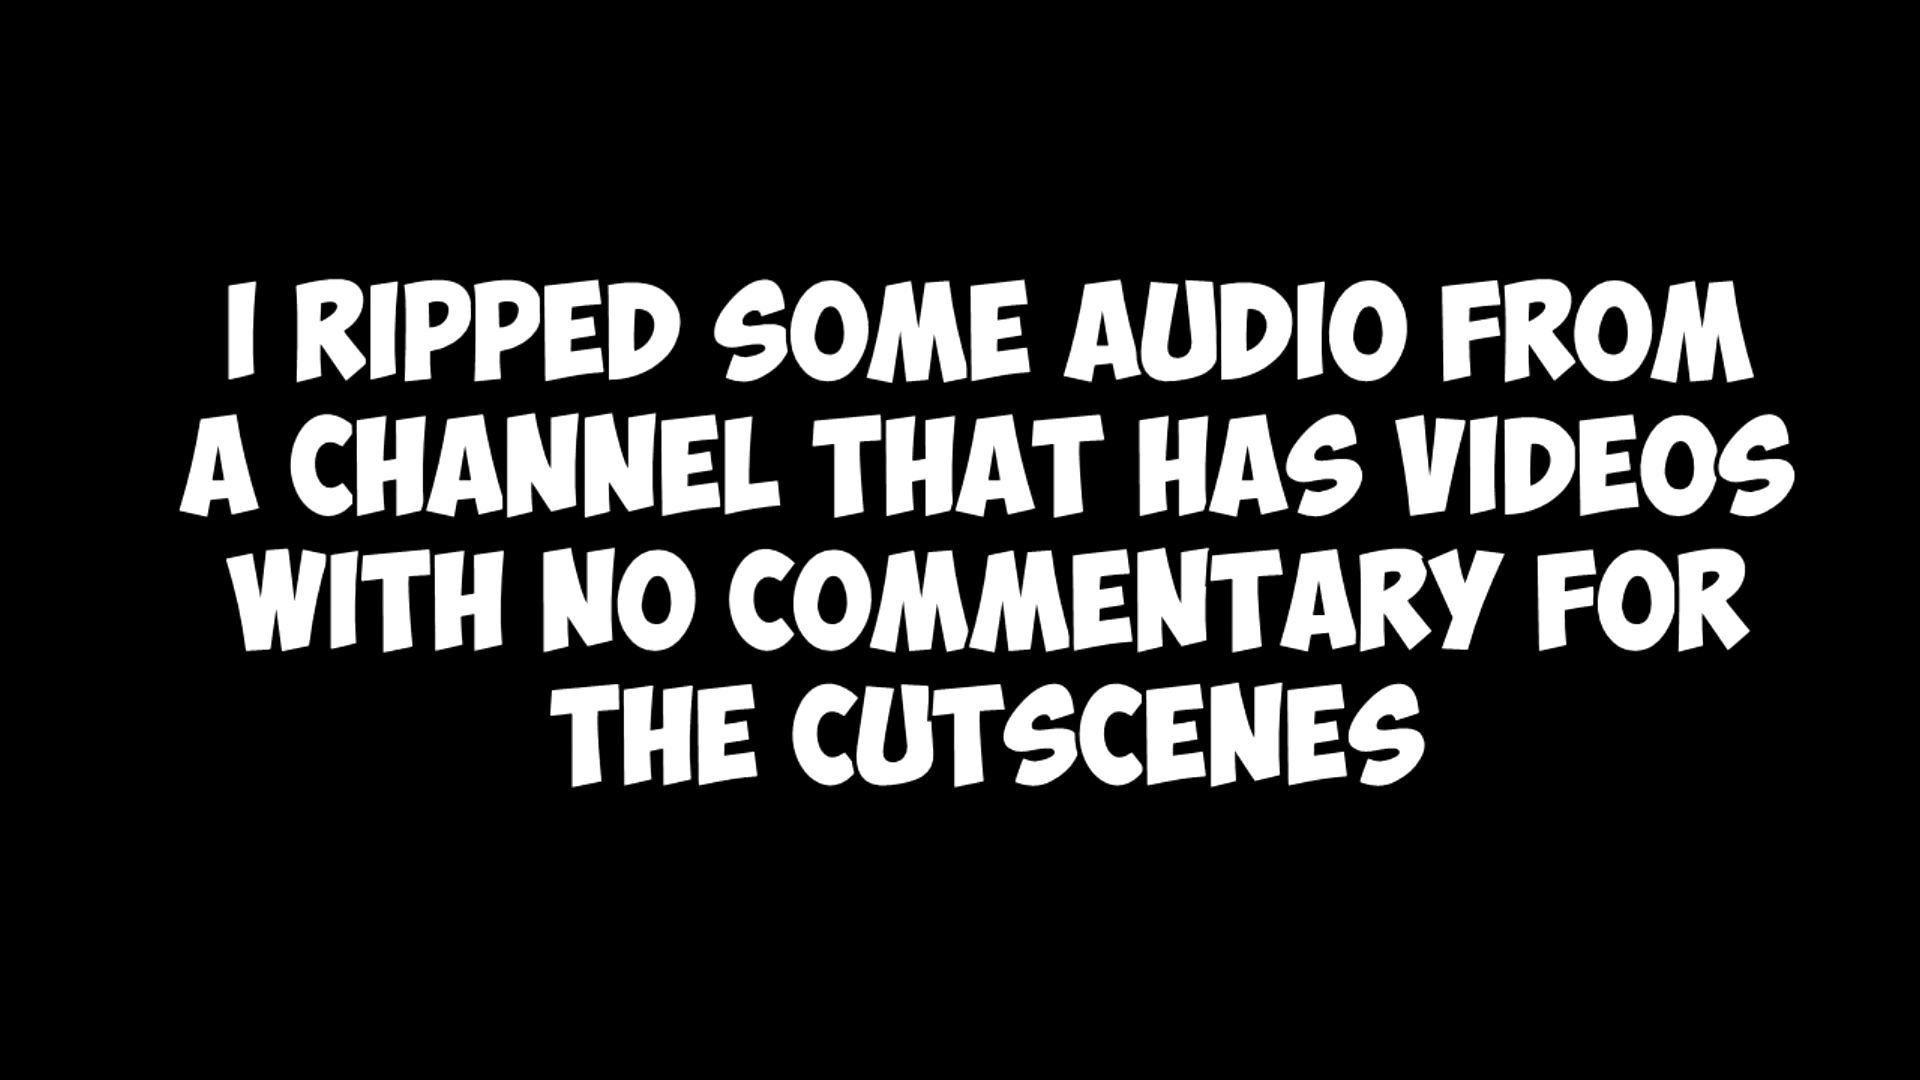 I RIPPED SOME AUDIO FROM
A CHANNEL THAT HAS VIDEOS
WITH NO COMMENTARY FOR
THE CUTSCENES